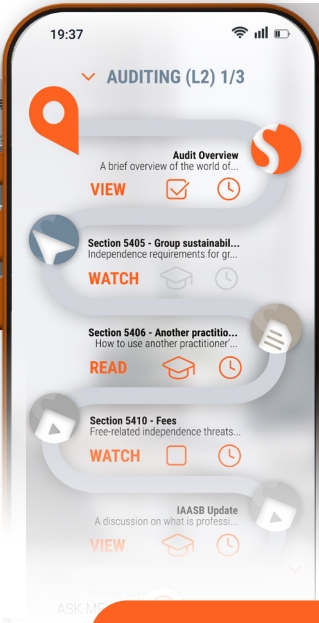 19:37
AUDITING (L2) 1/3
Audit Overview
A brief overview of the world of...
VIEW
Section 5405 - Group sustainabil...
Independence requirements for gr...
WATCH
Section 5406 - Another practitio...
How to use another practitioner'...
READ
Section 5410 - Fees
Free-related independence threats...
WATCH
IAASB Update
A discussion on what is professi...
VIEW
ASK ME